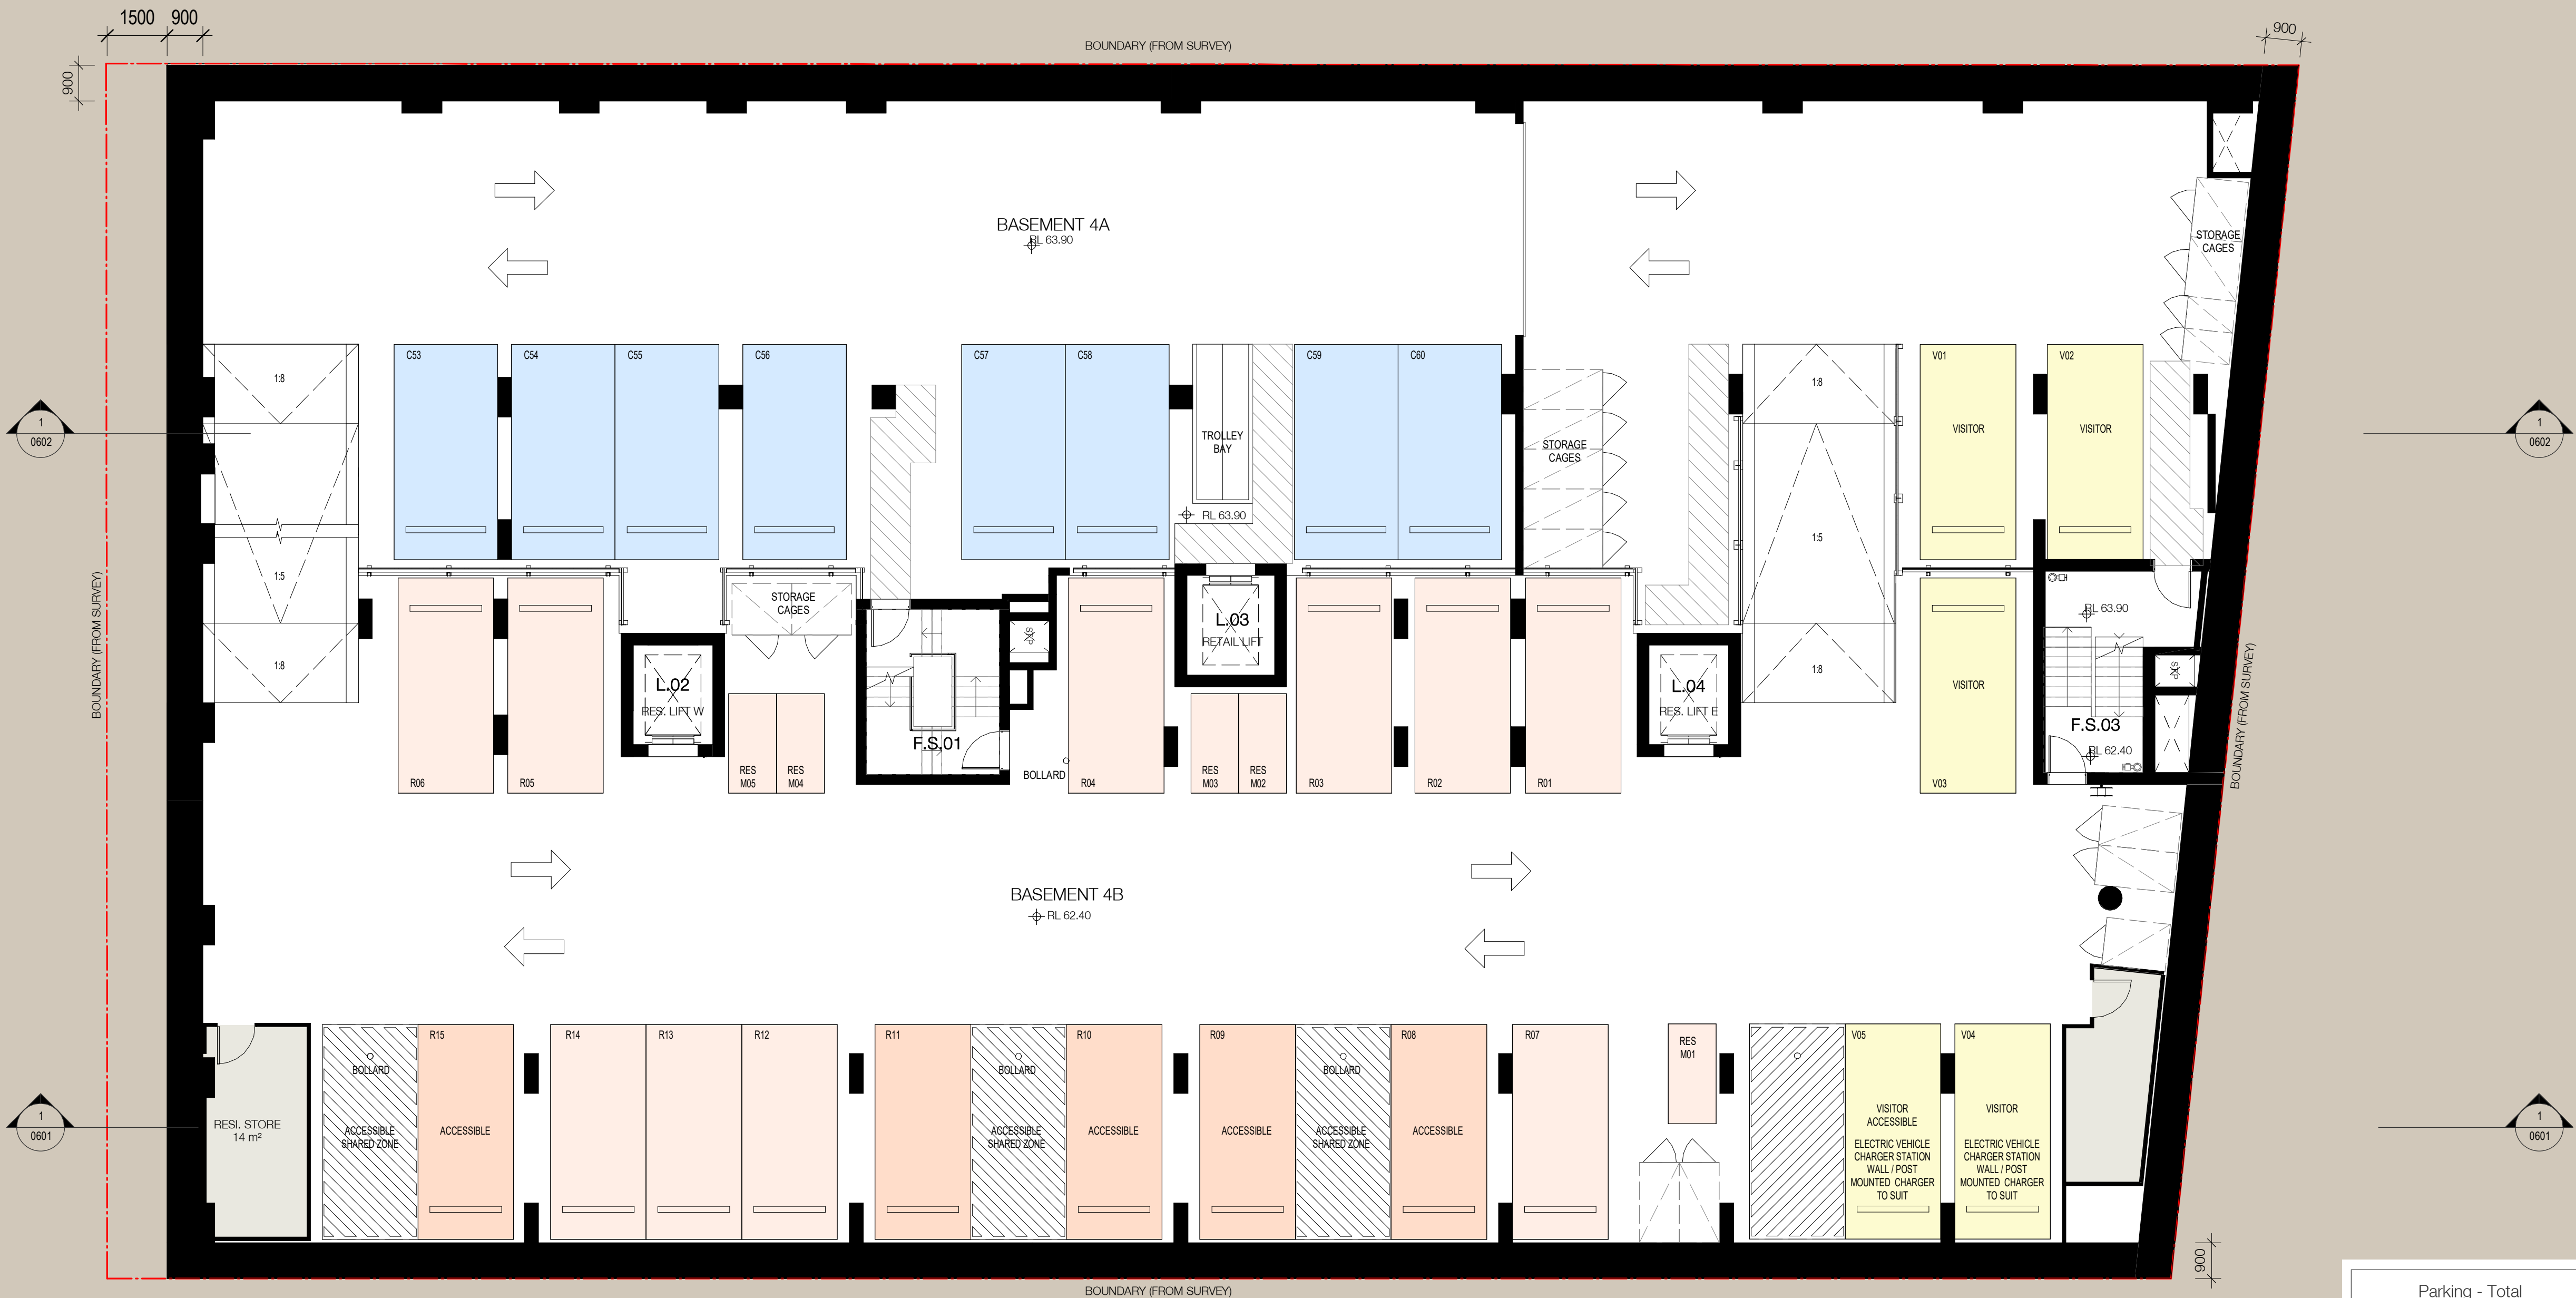 1500
900
900
900
BOUNDARY (FROM SURVEY)
BASEMENT 4A
RL 63.90
STORAGE
CAGES
C53
C54
C55
C56
C57
C58
C59
C60
V01
V02
1:8
1:8
1
0602
1
0602
TROLLEY
BAY
STORAGE
CAGES
VISITOR
VISITOR
RL 63.90
1:5
1:5
BOUNDARY (FROM SURVEY)
STORAGE
CAGES
L.03
RETAIL LIFT
RL 63.90
1:8
1:8
L.02
RES. LIFT W
L.04
RES. LIFT E
VISITOR
F.S.01
F.S.03
RL 62.40
BOUNDARY (FROM SURVEY)
R06
R05
RES
M05
RES
M04
BOLLARD
R04
RES
M03
RES
M02
R03
R02
R01
V03
BASEMENT 4B
RL 62.40
R15
R14
R13
R12
R11
R10
R09
R08
R07
RES
M01
V05
V04
BOLLARD
BOLLARD
BOLLARD
1
0601
1
0601
RESI. STORE
14 m²
ACCESSIBLE
SHARED ZONE
ACCESSIBLE
ACCESSIBLE
SHARED ZONE
ACCESSIBLE
ACCESSIBLE
ACCESSIBLE
SHARED ZONE
ACCESSIBLE
VISITOR
ACCESSIBLE
ELECTRIC VEHICLE
CHARGER STATION
WALL / POST
MOUNTED CHARGER
TO SUIT
VISITOR
ELECTRIC VEHICLE
CHARGER STATION
WALL / POST
MOUNTED CHARGER
TO SUIT
900
BOUNDARY (FROM SURVEY)
Parking - Total